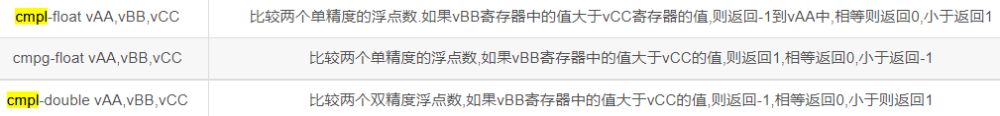 cmpl-float vAA,vBB,vCC 比较两个单精度的浮点数.如果vBB寄存器中的值大于vCC寄存器的值,则返回-1到vAA中,相等则返回0,小于返回1
cmpg-float vAA,vBB,vCC 比较两个单精度的浮点数,如果vBB寄存器中的值大于vCC的值,则返回1,相等返回0,小于返回-1
cmpl-double vAA,vBB,vCC 比较两个双精度浮点数,如果vBB寄存器中的值大于vCC的值,则返回-1,相等返回0,小于则返回1